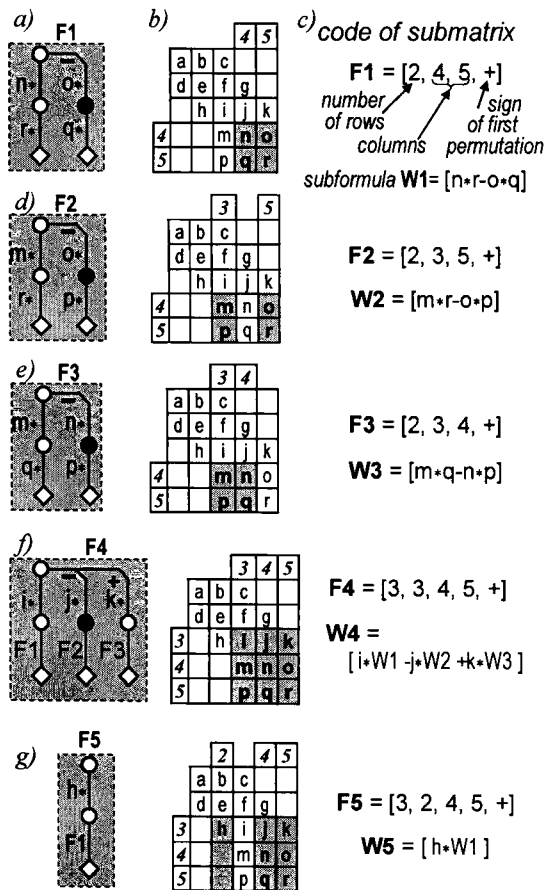 a) b) c) code of submatrix
F1
n* o*
r* q*
4 5
a b c
d e f g
h i j k
4 m n o
5 p q r
F1 = [2, 4, 5, +]
number of rows
columns
sign of first permutation
subformula W1= [n*r-o*q]
d)
F2
m* o*
r* p*
3 5
a b c
d e f g
h i j k
4 m n o
5 p q r
F2 = [2, 3, 5, +]
W2 = [m*r-o*p]
e)
F3
m* n*
q* p*
3 4
a b c
d e f g
h i j k
4 m n o
5 p q r
F3 = [2, 3, 4, +]
W3 = [m*q-n*p]
f)
F4
+
i* j* k*
F1 F2 F3
3 4 5
a b c
d e f g
3 h i j k
4 m n o
5 p q r
F4 = [3, 3, 4, 5, +]
W4 =
[ i*W1 -j*W2 +k*W3 ]
g)
F5
h*
F1
2 4 5
a b c
d e f g
3 h i j k
4 m n o
5 p q r
F5 = [3, 2, 4, 5, +]
W5 = [ h*W1 ]